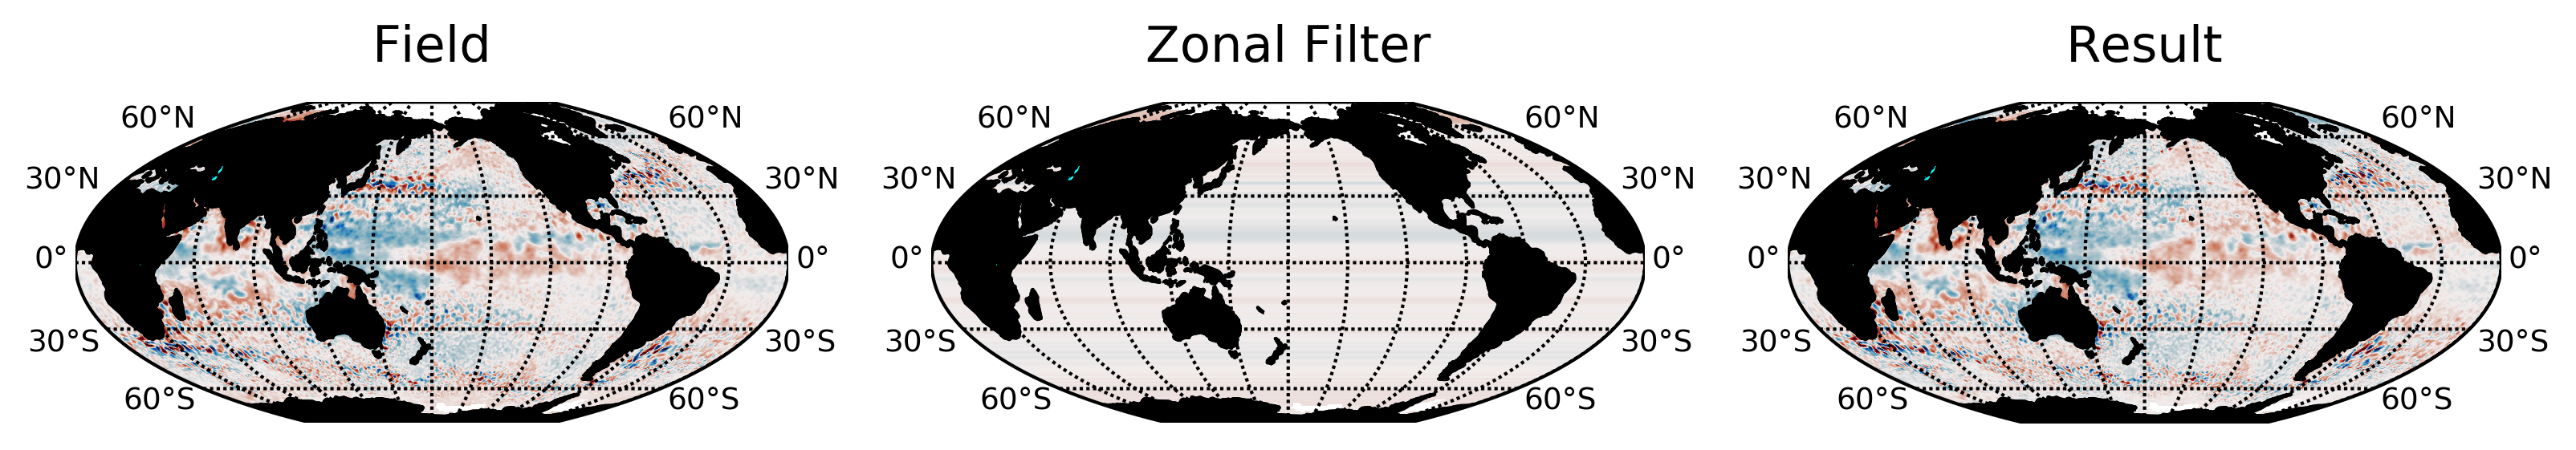 Field Zonal Filter Result
60°N 60°N 60°N 60°N 60°N 60°N
30°N 30°N 30°N 30°N 30°N 30°N
0° 0° 0° 0° 0° 0°
30°S 30°S 30°S 30°S 30°S 30°S
60°S 60°S 60°S 60°S 60°S 60°S